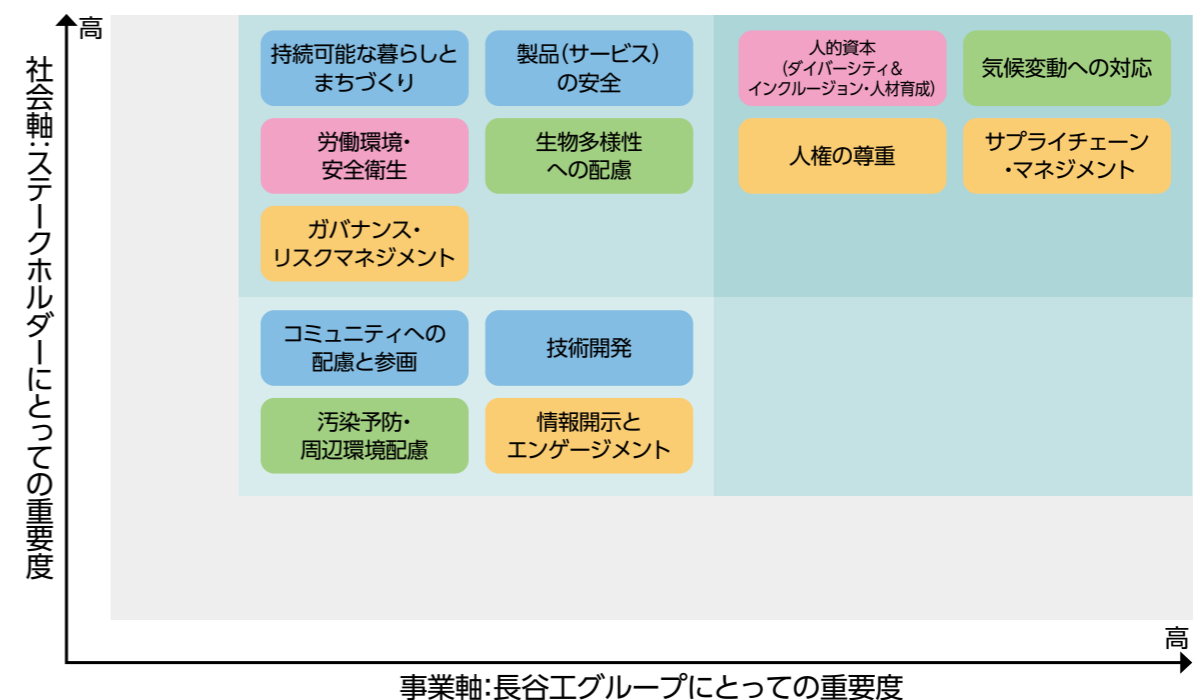 高
社会軸:ステークホルダーにとっての重要度
持続可能な暮らしと
まちづくり
製品(サービス)
の安全
人的資本
(ダイバーシティ&
インクルージョン・人材育成)
気候変動への対応
労働環境・
安全衛生
生物多様性
への配慮
人権の尊重
サプライチェーン
・マネジメント
ガバナンス・
リスクマネジメント
コミュニティへの
配慮と参画
技術開発
汚染予防・
周辺環境配慮
情報開示と
エンゲージメント
高
事業軸:長谷工グループにとっての重要度